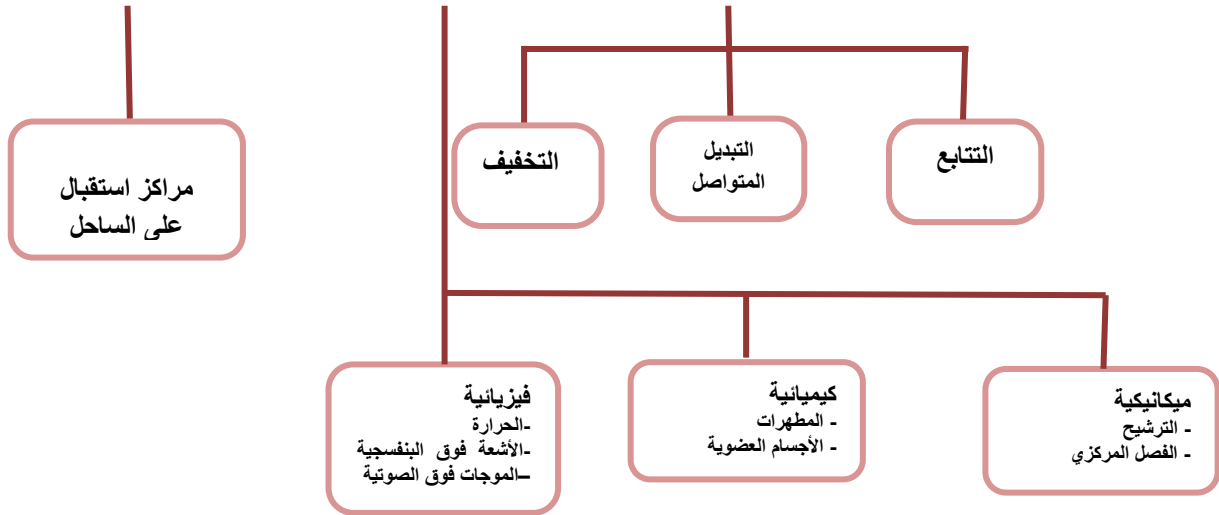 التتابع
التبديل
المتواصل
التخفيف
مراكز استقبال
على الساحل
ميكانيكية
- الترشيح
- الفصل المركزي
كيميائية
- المطهرات
- الأجسام العضوية
فيزيائية
-الحرارة
-الأشعة فوق البنفسجية
–الموجات فوق الصوتية